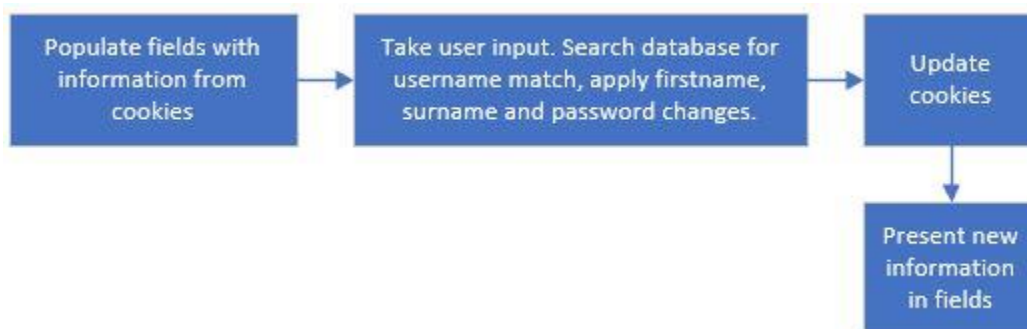 Populate fields with
information from
cookies
Take user input. Search database for
username match, apply firstname,
surname and password changes.
Update
cookies
Present new
information
in fields